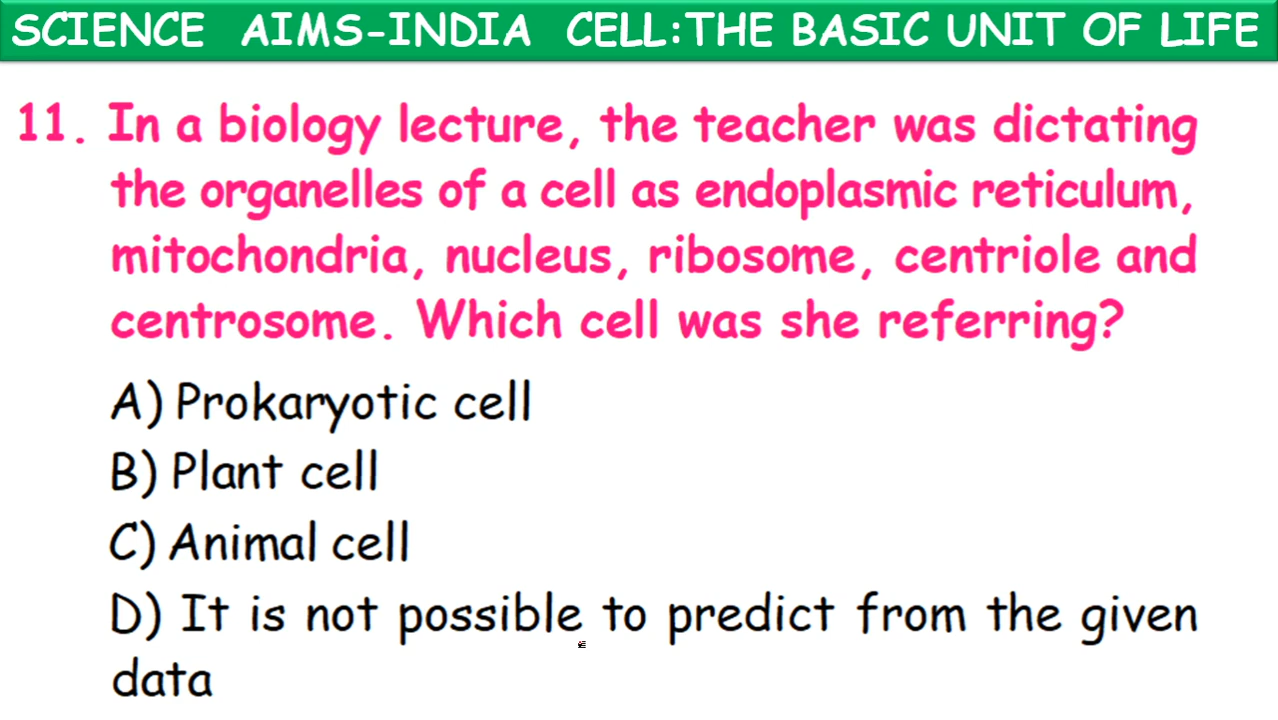 SCIENCE AIMS-INDIA CELL:THE BASIC UNIT OF LIFE
11. In a biology lecture, the teacher was dictating
the organelles of a cell as endoplasmic reticulum,
mitochondria, nucleus, ribosome, centriole and
centrosome. Which cell was she referring?
A) Prokaryotic cell
B) Plant cell
C) Animal cell
D) It is not possible to predict from the given
data